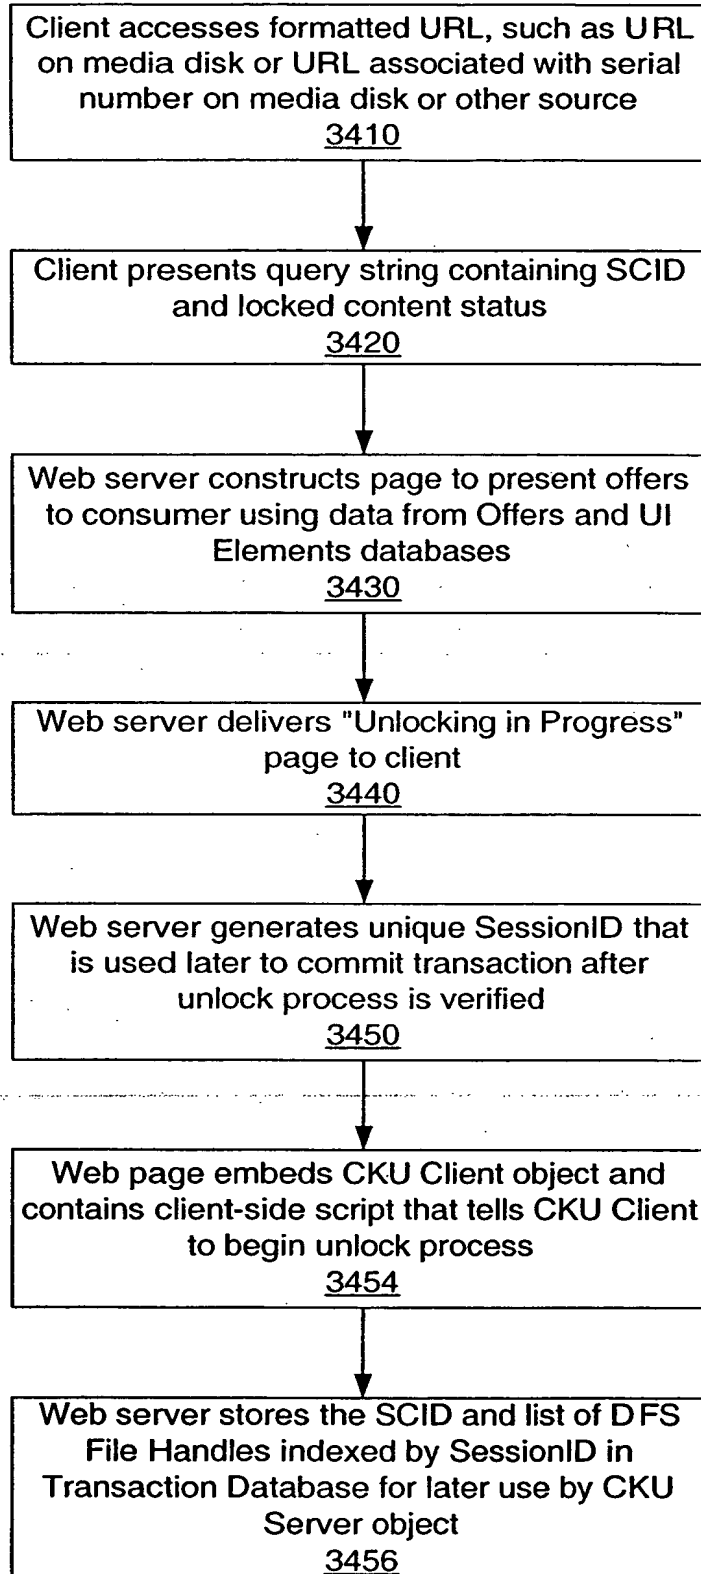 Client accesses formatted URL, such as URL
on media disk or URL associated with serial
number on media disk or other source
3410
Client presents query string containing SCID
and locked content status
3420
Web server constructs page to present offers
to consumer using data from Offers and UI
Elements databases
3430
Web server delivers "Unlocking in Progress"
page to client
3440
Web server generates unique SessionID that
is used later to commit transaction after
unlock process is verified
3450
Web page embeds CKU Client object and
contains client-side script that tells CKU Client
to begin unlock process
3454
Web server stores the SCID and list of DFS
File Handles indexed by SessionID in
Transaction Database for later use by CKU
Server object
3456